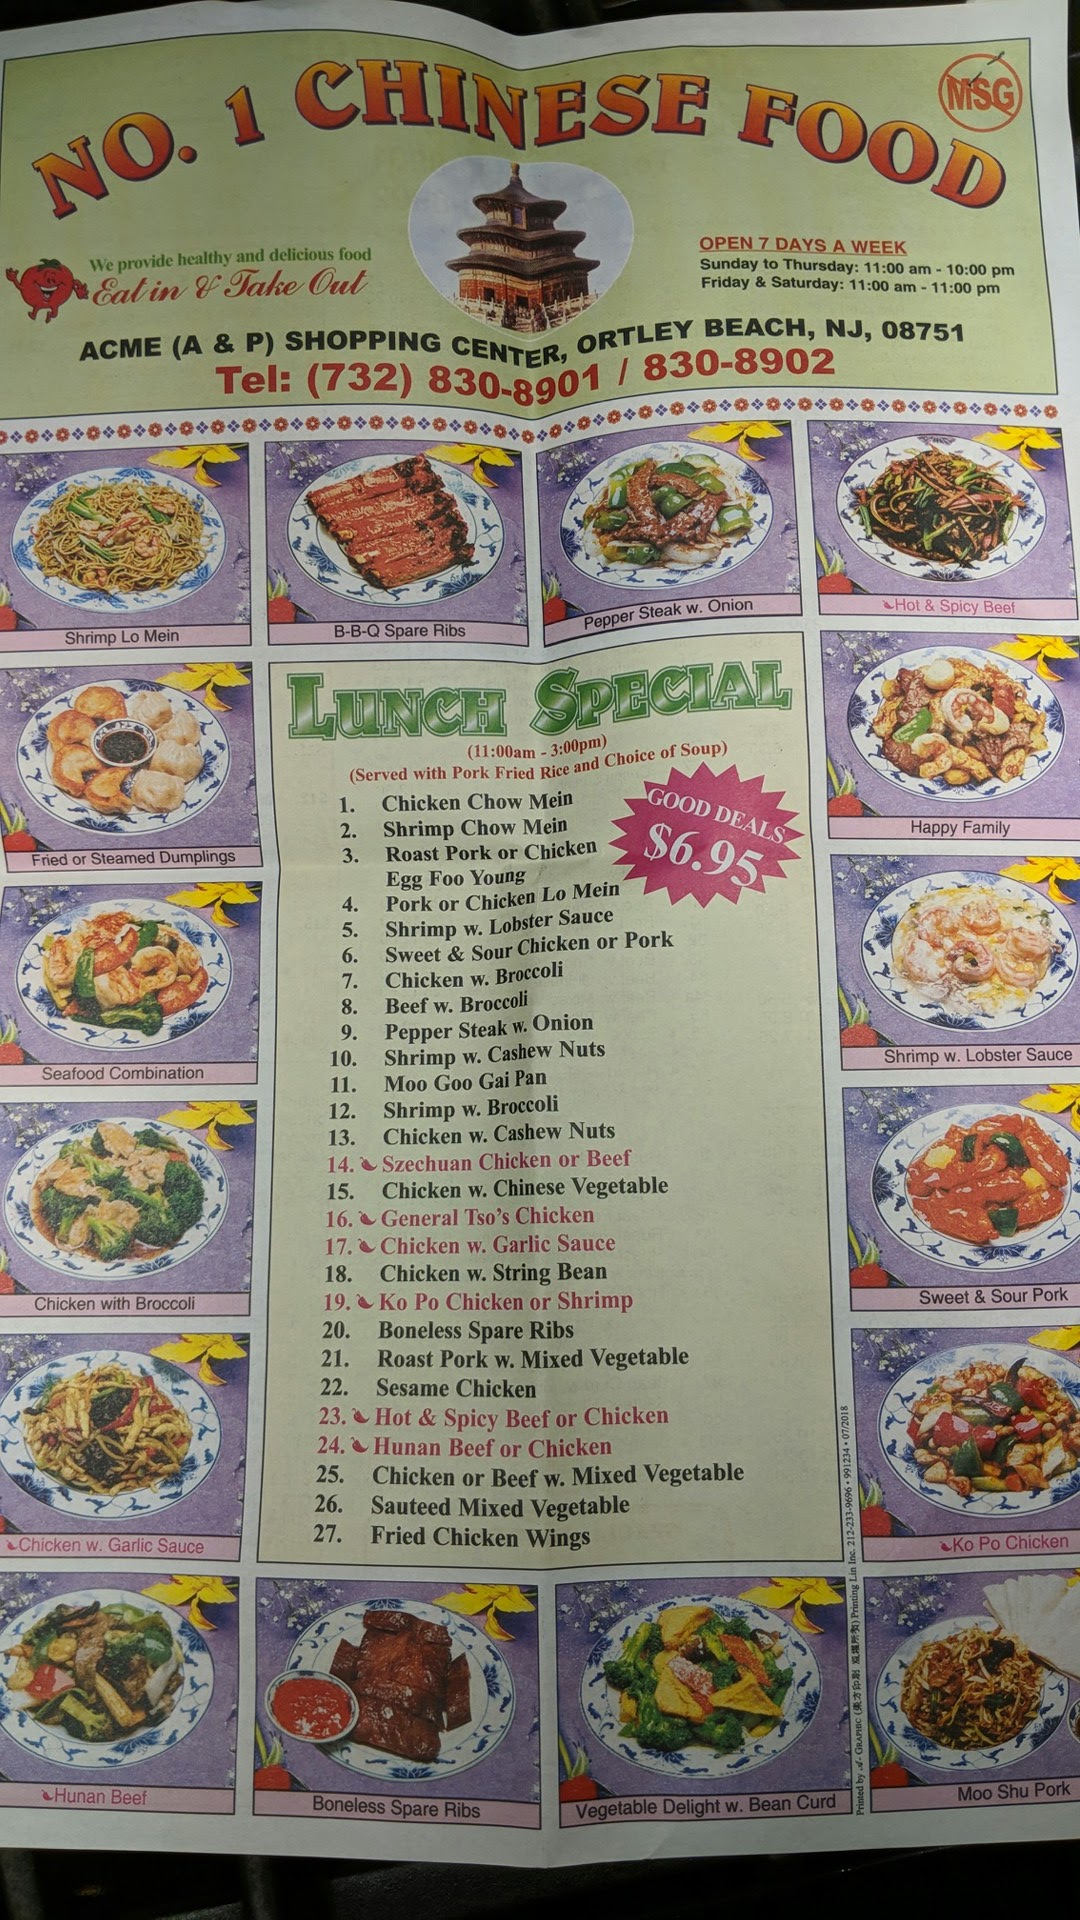 NO. 1 CHINESE FOOD
MSG
We provide healthy and delicious food
Eat in & Take Out
OPEN 7 DAYS A WEEK
Sunday to Thursday: 11:00 am - 10:00 pm
Friday & Saturday: 11:00 am - 11:00 pm
ACME (A & P) SHOPPING CENTER, ORTLEY BEACH, NJ, 08751
Tel: (732) 830-8901 / 830-8902
Shrimp Lo Mein
B-B-Q Spare Ribs
Pepper Steak w. Onion
Hot & Spicy Beef
Fried or Steamed Dumplings
Seafood Combination
Chicken with Broccoli
Chicken w. Garlic Sauce
LUNCH SPECIAL
(11:00am - 3:00pm)
(Served with Pork Fried Rice and Choice of Soup)
GOOD DEALS
$6.95
1. Chicken Chow Mein
2. Shrimp Chow Mein
3. Roast Pork or Chicken
Egg Foo Young
4. Pork or Chicken Lo Mein
5. Shrimp w. Lobster Sauce
6. Sweet & Sour Chicken or Pork
7. Chicken w. Broccoli
8. Beef w. Broccoli
9. Pepper Steak w. Onion
10. Shrimp w. Cashew Nuts
11. Moo Goo Gai Pan
12. Shrimp w. Broccoli
13. Chicken w. Cashew Nuts
14. Szechuan Chicken or Beef
15. Chicken w. Chinese Vegetable
16. General Tso's Chicken
17. Chicken w. Garlic Sauce
18. Chicken w. String Bean
19. Ko Po Chicken or Shrimp
20. Boneless Spare Ribs
21. Roast Pork w. Mixed Vegetable
22. Sesame Chicken
23. Hot & Spicy Beef or Chicken
24. Hunan Beef or Chicken
25. Chicken or Beef w. Mixed Vegetable
26. Sauteed Mixed Vegetable
27. Fried Chicken Wings
Happy Family
Shrimp w. Lobster Sauce
Sweet & Sour Pork
Ko Po Chicken
Hunan Beef
Boneless Spare Ribs
Vegetable Delight w. Bean Curd
Moo Shu Pork
Printed by GRAPHIC Printing Lin Inc. 212-233-9696 • 991234 • 07/2018